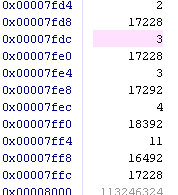 0x00007fd4 2
0x00007fd8 17228
0x00007fdc 3
0x00007fe0 17228
0x00007fe4 3
0x00007fe8 17292
0x00007fec 4
0x00007ff0 18392
0x00007ff4 11
0x00007ff8 16492
0x00007ffc 17228
0x00008000 113246324